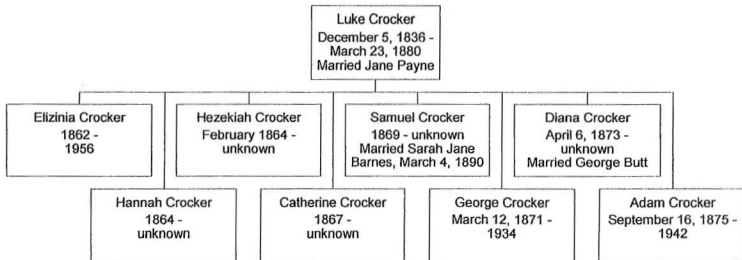 Luke Crocker
December 5, 1836 -
March 23, 1880
Married Jane Payne
Elizinia Crocker
1862 -
1956
Hezekiah Crocker
February 1864 -
unknown
Samuel Crocker
1869 - unknown
Married Sarah Jane
Barnes, March 4, 1890
Diana Crocker
April 6, 1873 -
unknown
Married George Butt
Hannah Crocker
1864 -
unknown
Catherine Crocker
1867 -
unknown
George Crocker
March 12, 1871 -
1934
Adam Crocker
September 16, 1875 -
1942